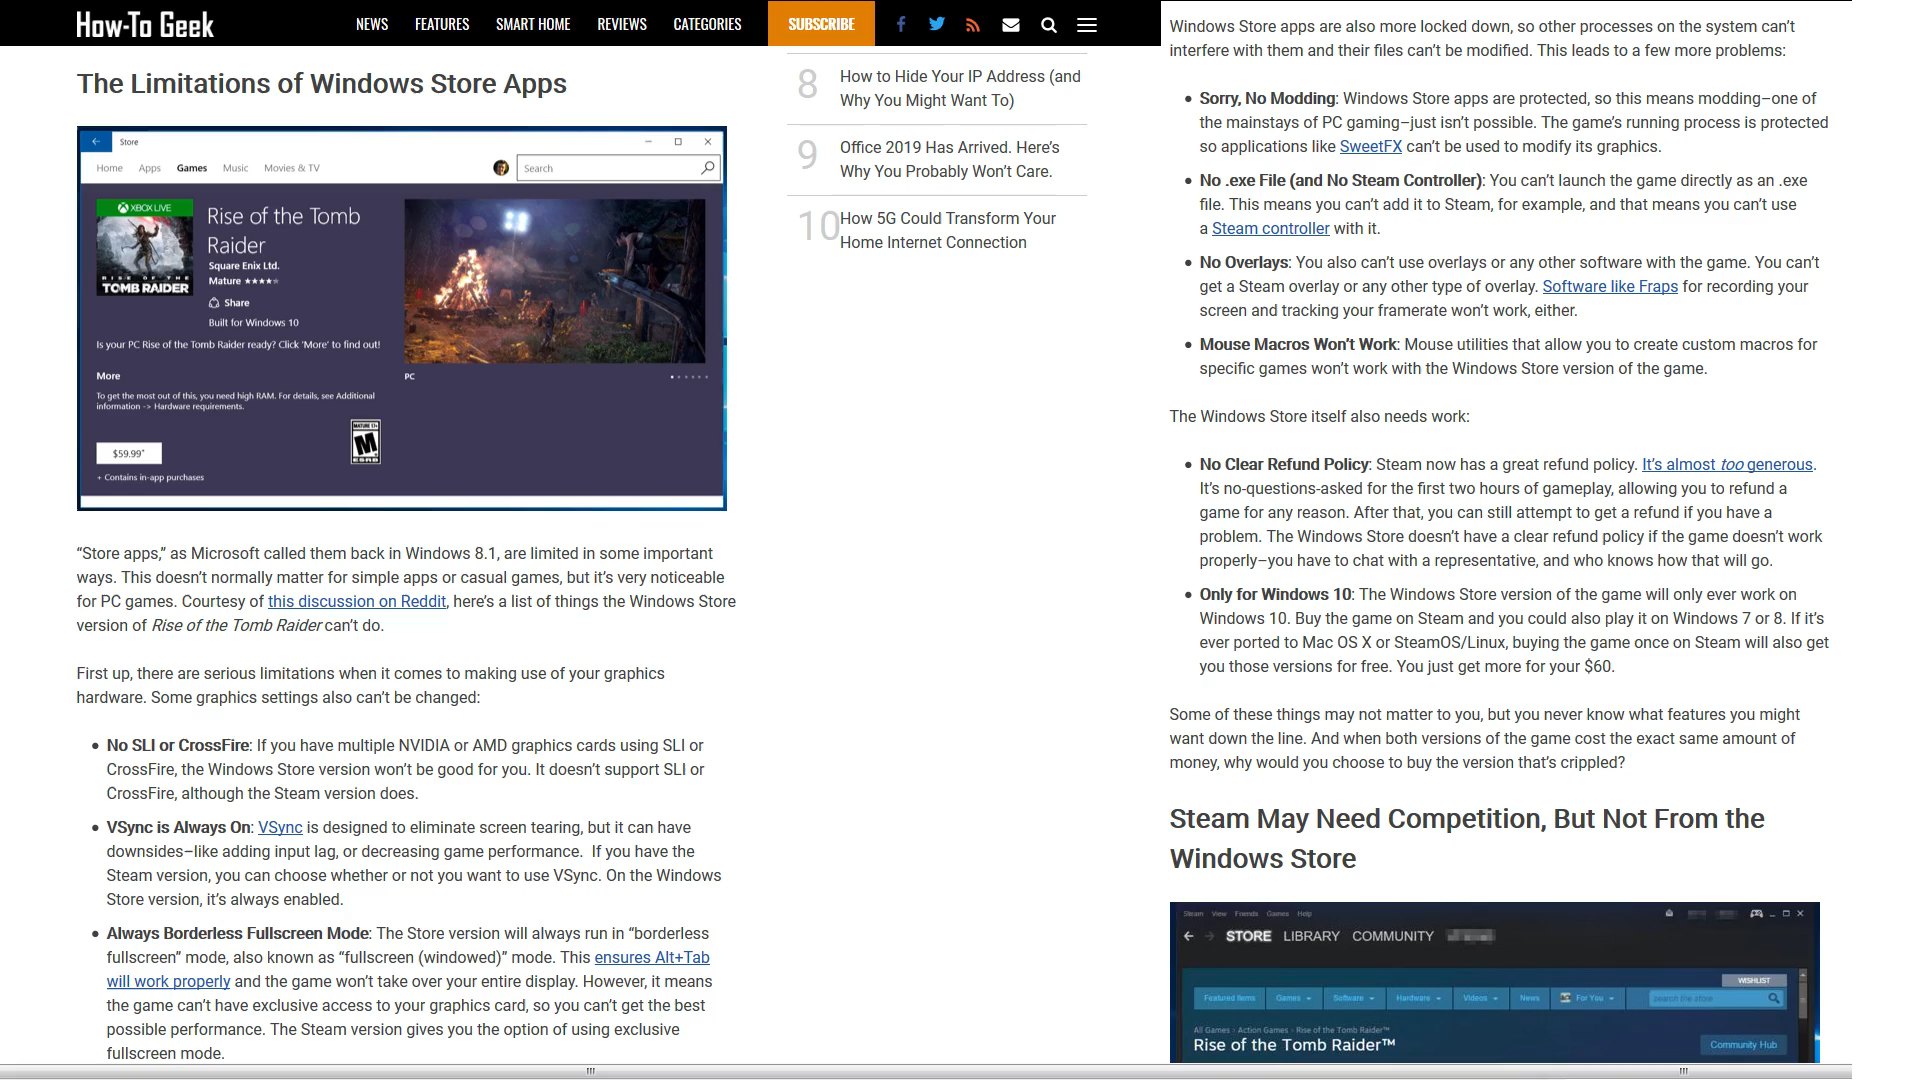 How-To Geek
NEWS FEATURES SMART HOME REVIEWS CATEGORIES SUBSCRIBE
The Limitations of Windows Store Apps
Store
Home Apps Games Music Movies & TV
Search
XBOX LIVE
RISE OF THE
TOMB RAIDER
Rise of the Tomb
Raider
Square Enix Ltd.
Mature ★★★★★
Share
Built for Windows 10
Is your PC Rise of the Tomb Raider ready? Click 'More' to find out!
More
To get the most out of this, you need high RAM. For details, see Additional
information -> Hardware requirements.
PC
MATURE 17+
M
ESRB
$59.99*
+ Contains in-app purchases
“Store apps,” as Microsoft called them back in Windows 8.1, are limited in some important
ways. This doesn’t normally matter for simple apps or casual games, but it’s very noticeable
for PC games. Courtesy of this discussion on Reddit, here’s a list of things the Windows Store
version of Rise of the Tomb Raider can’t do.
First up, there are serious limitations when it comes to making use of your graphics
hardware. Some graphics settings also can’t be changed:
• No SLI or CrossFire: If you have multiple NVIDIA or AMD graphics cards using SLI or
CrossFire, the Windows Store version won’t be good for you. It doesn’t support SLI or
CrossFire, although the Steam version does.
• VSync is Always On: VSync is designed to eliminate screen tearing, but it can have
downsides–like adding input lag, or decreasing game performance.  If you have the
Steam version, you can choose whether or not you want to use VSync. On the Windows
Store version, it’s always enabled.
• Always Borderless Fullscreen Mode: The Store version will always run in “borderless
fullscreen” mode, also known as “fullscreen (windowed)” mode. This ensures Alt+Tab
will work properly and the game won’t take over your entire display. However, it means
the game can’t have exclusive access to your graphics card, so you can’t get the best
possible performance. The Steam version gives you the option of using exclusive
fullscreen mode.
8 How to Hide Your IP Address (and
Why You Might Want To)
9 Office 2019 Has Arrived. Here’s
Why You Probably Won’t Care.
10 How 5G Could Transform Your
Home Internet Connection
Windows Store apps are also more locked down, so other processes on the system can’t
interfere with them and their files can’t be modified. This leads to a few more problems:
• Sorry, No Modding: Windows Store apps are protected, so this means modding–one of
the mainstays of PC gaming–just isn’t possible. The game’s running process is protected
so applications like SweetFX can’t be used to modify its graphics.
• No .exe File (and No Steam Controller): You can’t launch the game directly as an .exe
file. This means you can’t add it to Steam, for example, and that means you can’t use
a Steam controller with it.
• No Overlays: You also can’t use overlays or any other software with the game. You can’t
get a Steam overlay or any other type of overlay. Software like Fraps for recording your
screen and tracking your framerate won’t work, either.
• Mouse Macros Won’t Work: Mouse utilities that allow you to create custom macros for
specific games won’t work with the Windows Store version of the game.
The Windows Store itself also needs work:
• No Clear Refund Policy: Steam now has a great refund policy. It’s almost too generous.
It’s no-questions-asked for the first two hours of gameplay, allowing you to refund a
game for any reason. After that, you can still attempt to get a refund if you have a
problem. The Windows Store doesn’t have a clear refund policy if the game doesn’t work
properly–you have to chat with a representative, and who knows how that will go.
• Only for Windows 10: The Windows Store version of the game will only ever work on
Windows 10. Buy the game on Steam and you could also play it on Windows 7 or 8. If it’s
ever ported to Mac OS X or SteamOS/Linux, buying the game once on Steam will also get
you those versions for free. You just get more for your $60.
Some of these things may not matter to you, but you never know what features you might
want down the line. And when both versions of the game cost the exact same amount of
money, why would you choose to buy the version that’s crippled?
Steam May Need Competition, But Not From the
Windows Store
Steam View Friends Games Help
STORE LIBRARY COMMUNITY
WISHLIST
Featured Items Games Software Hardware Videos News For You search the store
All Games > Action Games > Rise of the Tomb Raider™
Rise of the Tomb Raider™
Community Hub